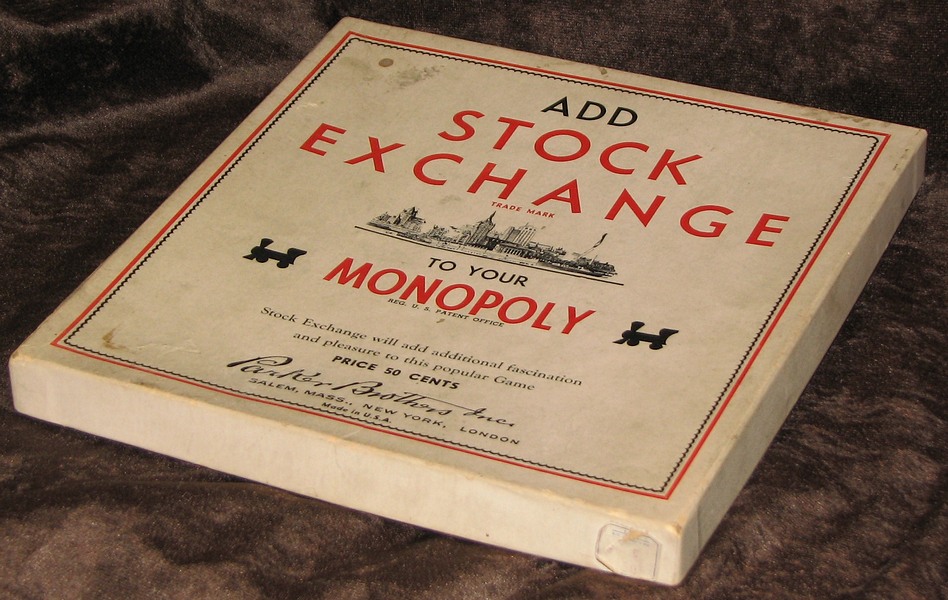 ADD
STOCK
EXCHANGE
TRADE MARK
TO YOUR
MONOPOLY
REG. U. S. PATENT OFFICE
Stock Exchange will add additional fascination
and pleasure to this popular Game
PRICE 50 CENTS
Parker Brothers Inc.
SALEM, MASS., NEW YORK, LONDON
Made in U.S.A.